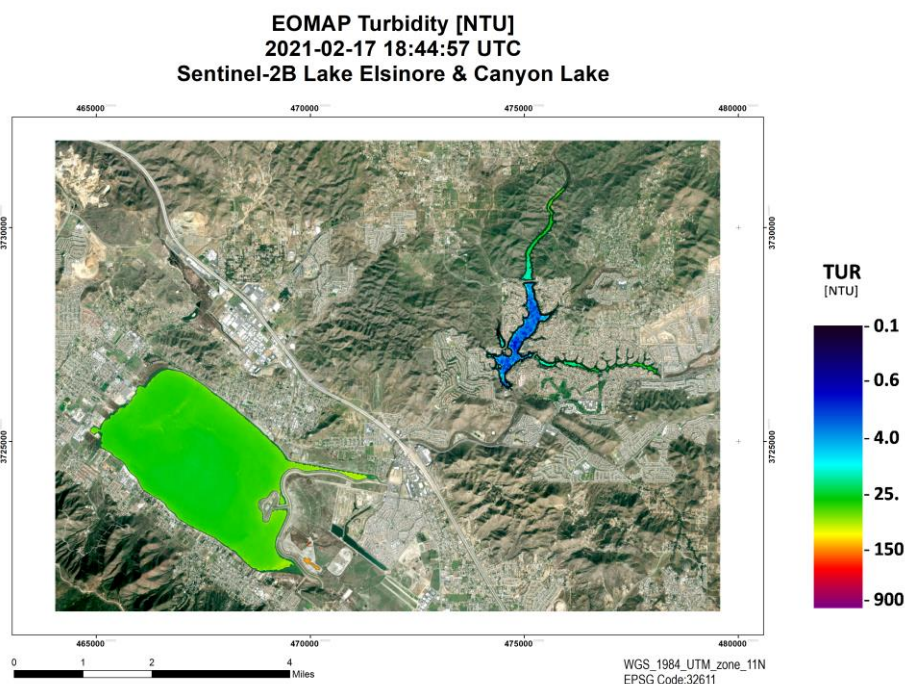 EOMAP Turbidity [NTU]
2021-02-17 18:44:57 UTC
Sentinel-2B Lake Elsinore & Canyon Lake
465000 470000 475000 480000
3730000 3730000
3725000 3725000
TUR
[NTU]
0.1
0.6
4.0
25.
150
900
465000 470000 475000 480000
0 1 2 4
Miles
WGS_1984_UTM_zone_11N
EPSG Code:32611